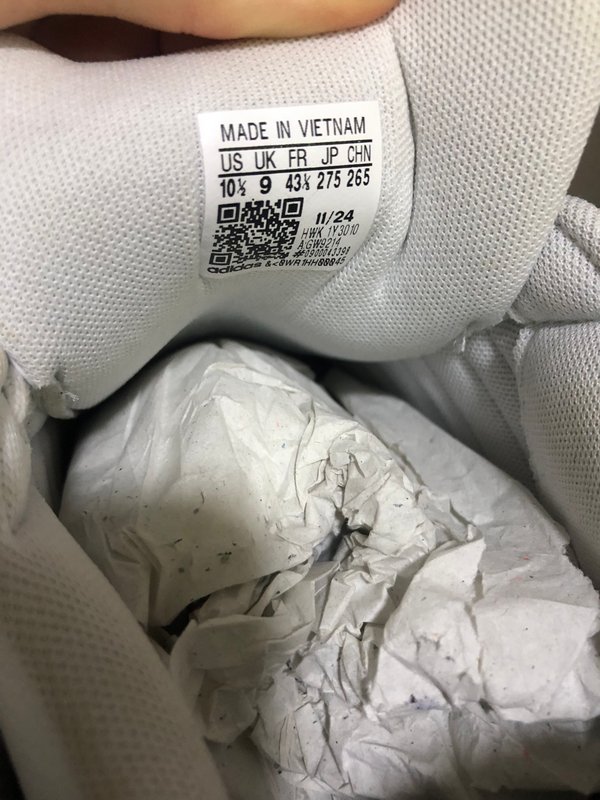 MADE IN VIETNAM
US UK FR JP CHN
10½ 9 43⅓ 275 265
11/24
HWK 1Y3010
#0900043391
adidas